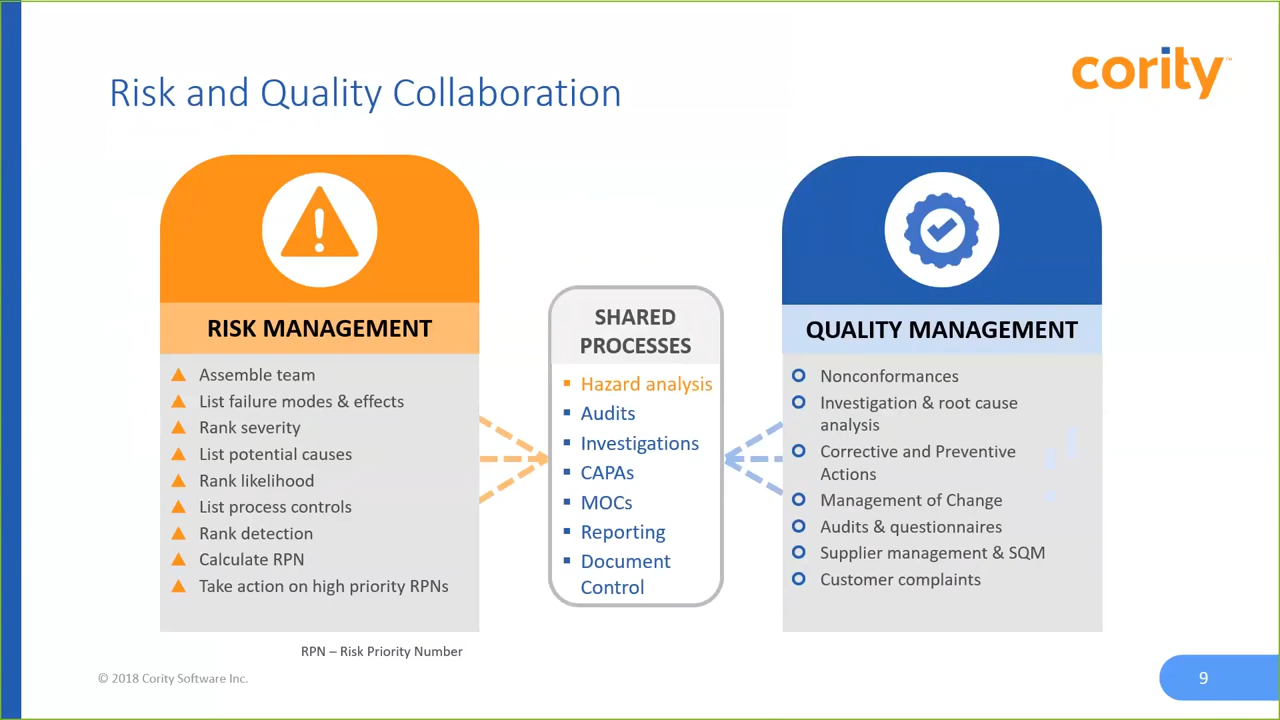 Risk and Quality Collaboration
cority™
RISK MANAGEMENT
Assemble team
List failure modes & effects
Rank severity
List potential causes
Rank likelihood
List process controls
Rank detection
Calculate RPN
Take action on high priority RPNs
SHARED
PROCESSES
Hazard analysis
Audits
Investigations
CAPAs
MOCs
Reporting
Document
Control
QUALITY MANAGEMENT
Nonconformances
Investigation & root cause
analysis
Corrective and Preventive
Actions
Management of Change
Audits & questionnaires
Supplier management & SQM
Customer complaints
RPN – Risk Priority Number
© 2018 Cority Software Inc.
9